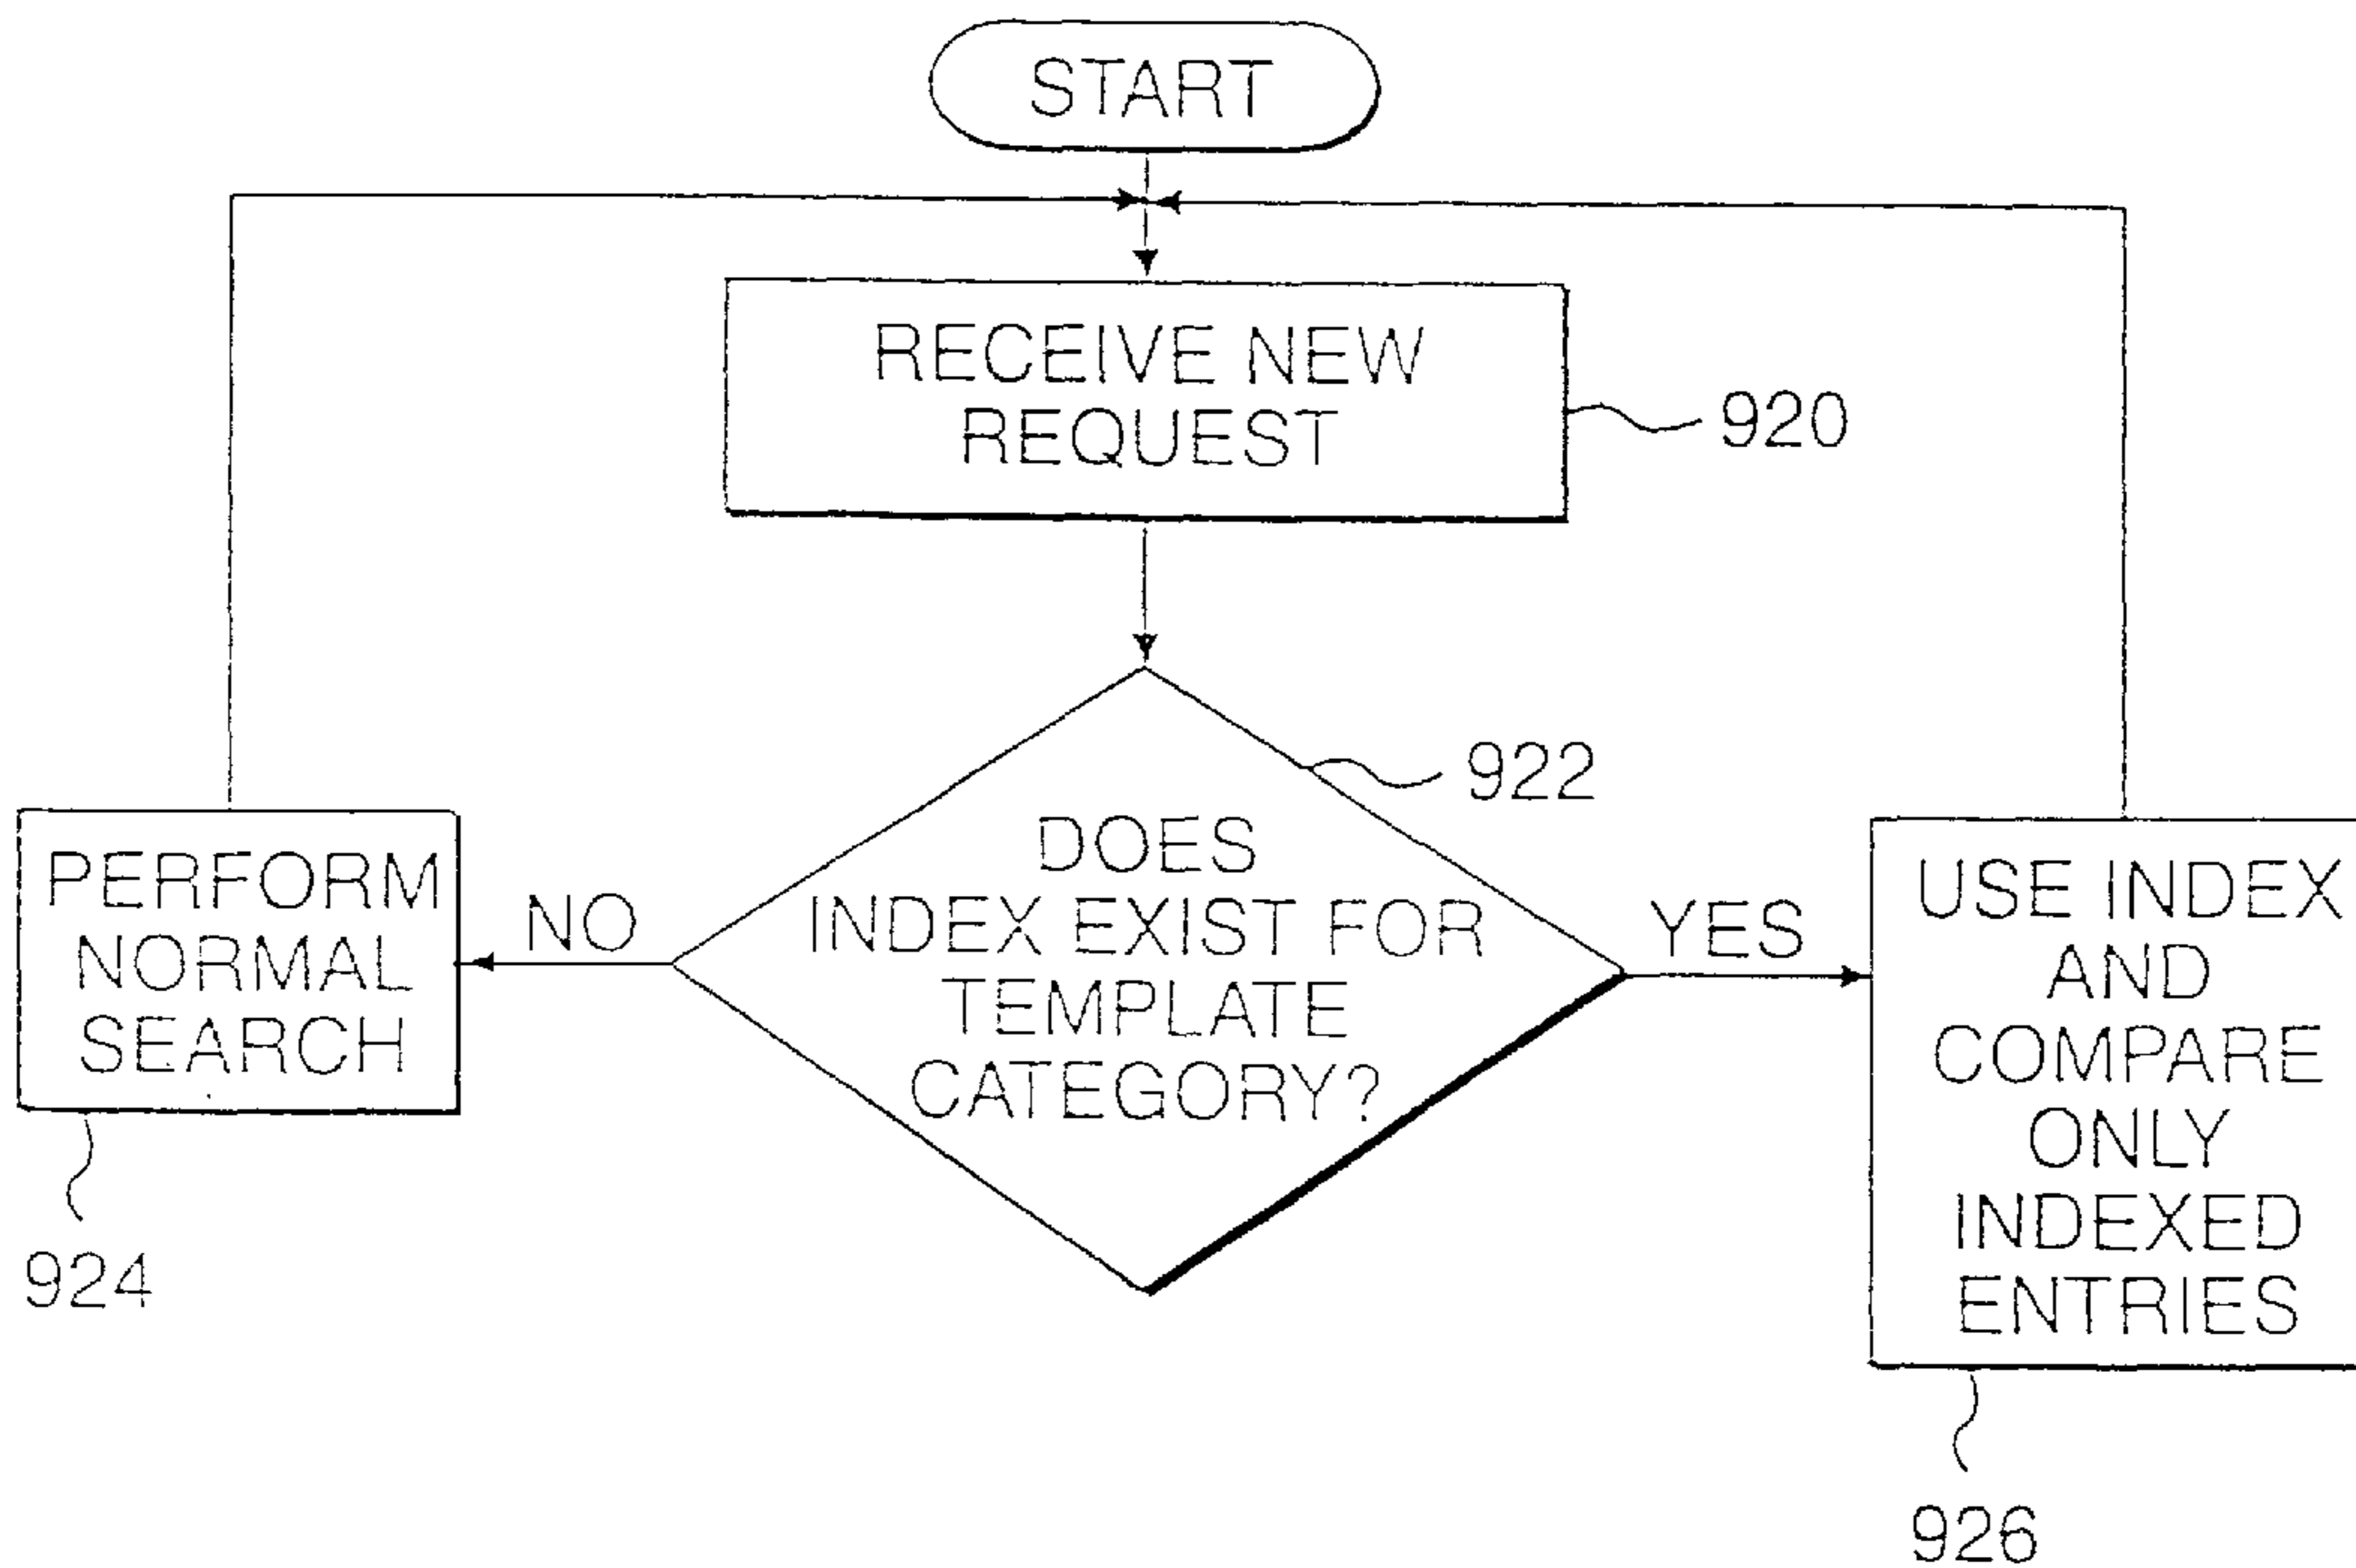 START
RECEIVE NEW
REQUEST
920
922
DOES
INDEX EXIST FOR
TEMPLATE
CATEGORY?
NO
PERFORM
NORMAL
SEARCH
924
YES
USE INDEX
AND
COMPARE
ONLY
INDEXED
ENTRIES
926